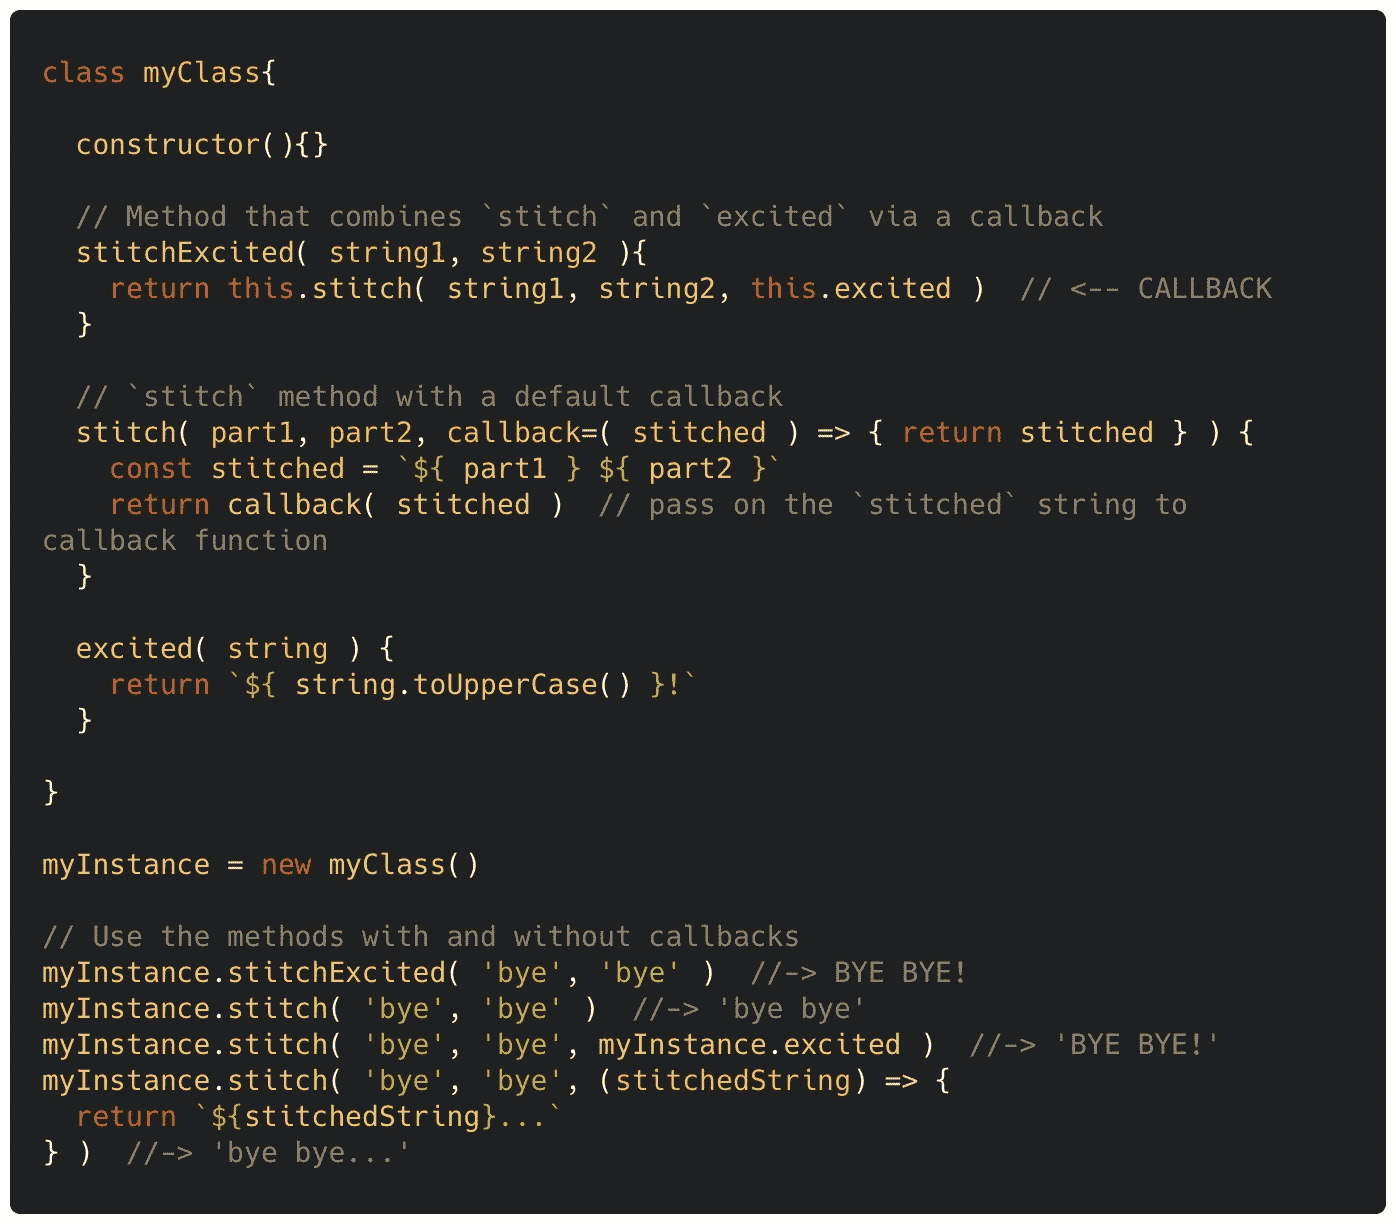 class myClass{
constructor(){}
// Method that combines `stitch` and `excited` via a callback
stitchExcited( string1, string2 ){
return this.stitch( string1, string2, this.excited )  // <-- CALLBACK
}
// `stitch` method with a default callback
stitch( part1, part2, callback=( stitched ) => { return stitched } ) {
const stitched = `${ part1 } ${ part2 }`
return callback( stitched )  // pass on the `stitched` string to
callback function
}
excited( string ) {
return `${ string.toUpperCase() }!`
}
}
myInstance = new myClass()
// Use the methods with and without callbacks
myInstance.stitchExcited( 'bye', 'bye' )  //-> BYE BYE!
myInstance.stitch( 'bye', 'bye' )  //-> 'bye bye'
myInstance.stitch( 'bye', 'bye', myInstance.excited )  //-> 'BYE BYE!'
myInstance.stitch( 'bye', 'bye', (stitchedString) => {
return `${stitchedString}...`
} )  //-> 'bye bye...'